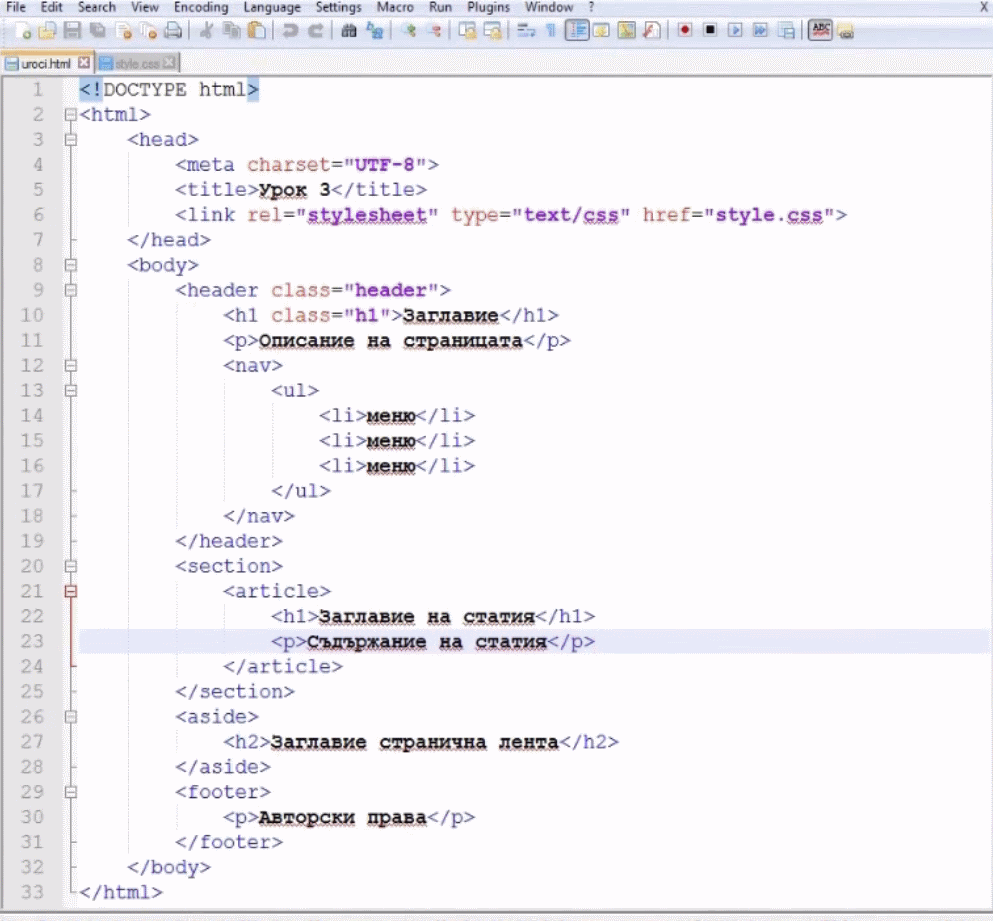 File Edit Search View Encoding Language Settings Macro Run Plugins Window ? X
uroci.html style.css
1 <!DOCTYPE html>
2 <html>
3 <head>
4 <meta charset="UTF-8">
5 <title>Урок 3</title>
6 <link rel="stylesheet" type="text/css" href="style.css">
7 </head>
8 <body>
9 <header class="header">
10 <h1 class="h1">Заглавие</h1>
11 <p>Описание на страницата</p>
12 <nav>
13 <ul>
14 <li>меню</li>
15 <li>меню</li>
16 <li>меню</li>
17 </ul>
18 </nav>
19 </header>
20 <section>
21 <article>
22 <h1>Заглавие на статия</h1>
23 <p>Съдържание на статия</p>
24 </article>
25 </section>
26 <aside>
27 <h2>Заглавие странична лента</h2>
28 </aside>
29 <footer>
30 <p>Авторски права</p>
31 </footer>
32 </body>
33 </html>